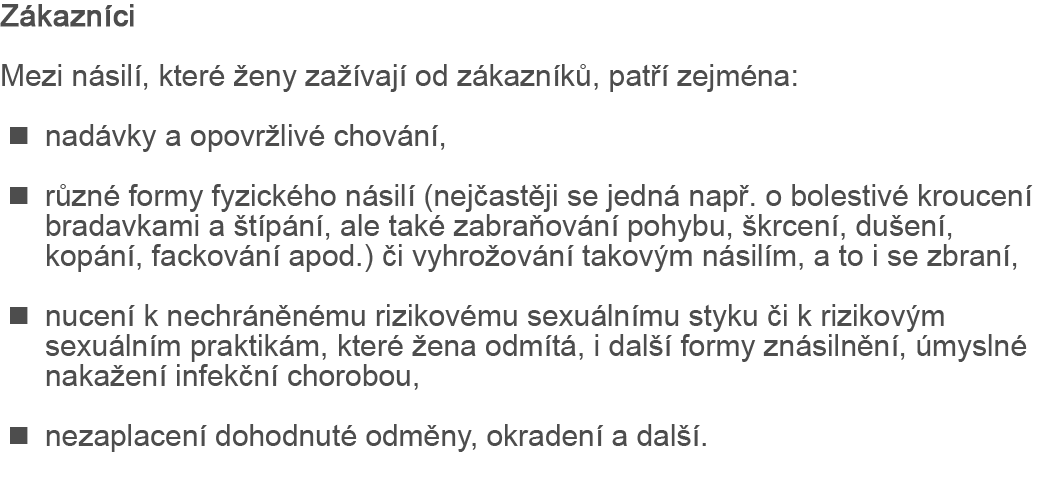 Zákazníci
Mezi násilí, které ženy zažívají od zákazníků, patří zejména:
■ nadávky a opovržlivé chování,
■ různé formy fyzického násilí (nejčastěji se jedná např. o bolestivé kroucení
bradavkami a štípání, ale také zabraňování pohybu, škrcení, dušení,
kopání, fackování apod.) či vyhrožování takovým násilím, a to i se zbraní,
■ nucení k nechráněnému rizikovému sexuálnímu styku či k rizikovým
sexuálním praktikám, které žena odmítá, i další formy znásilnění, úmyslné
nakažení infekční chorobou,
■ nezaplacení dohodnuté odměny, okradení a další.